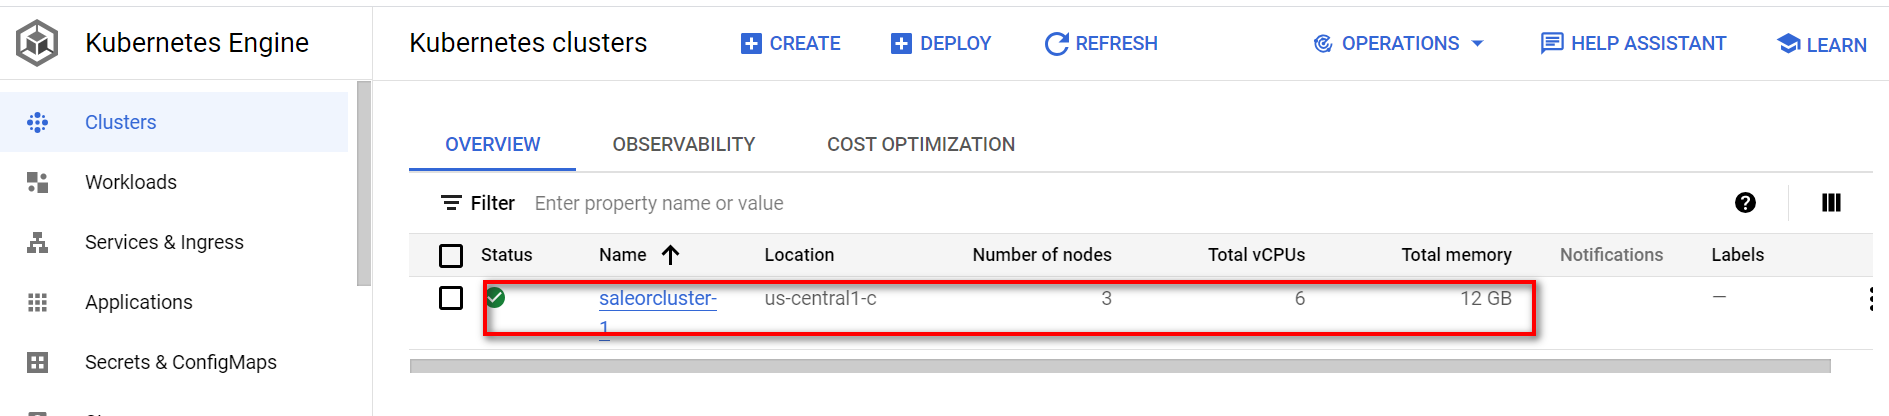 Kubernetes Engine
Kubernetes clusters
CREATE
DEPLOY
REFRESH
OPERATIONS
HELP ASSISTANT
LEARN
Clusters
Workloads
Services & Ingress
Applications
Secrets & ConfigMaps
OVERVIEW
OBSERVABILITY
COST OPTIMIZATION
Filter Enter property name or value
Status Name Location Number of nodes Total vCPUs Total memory Notifications Labels
saleorcluster- us-central1-c 3 6 12 GB —
1